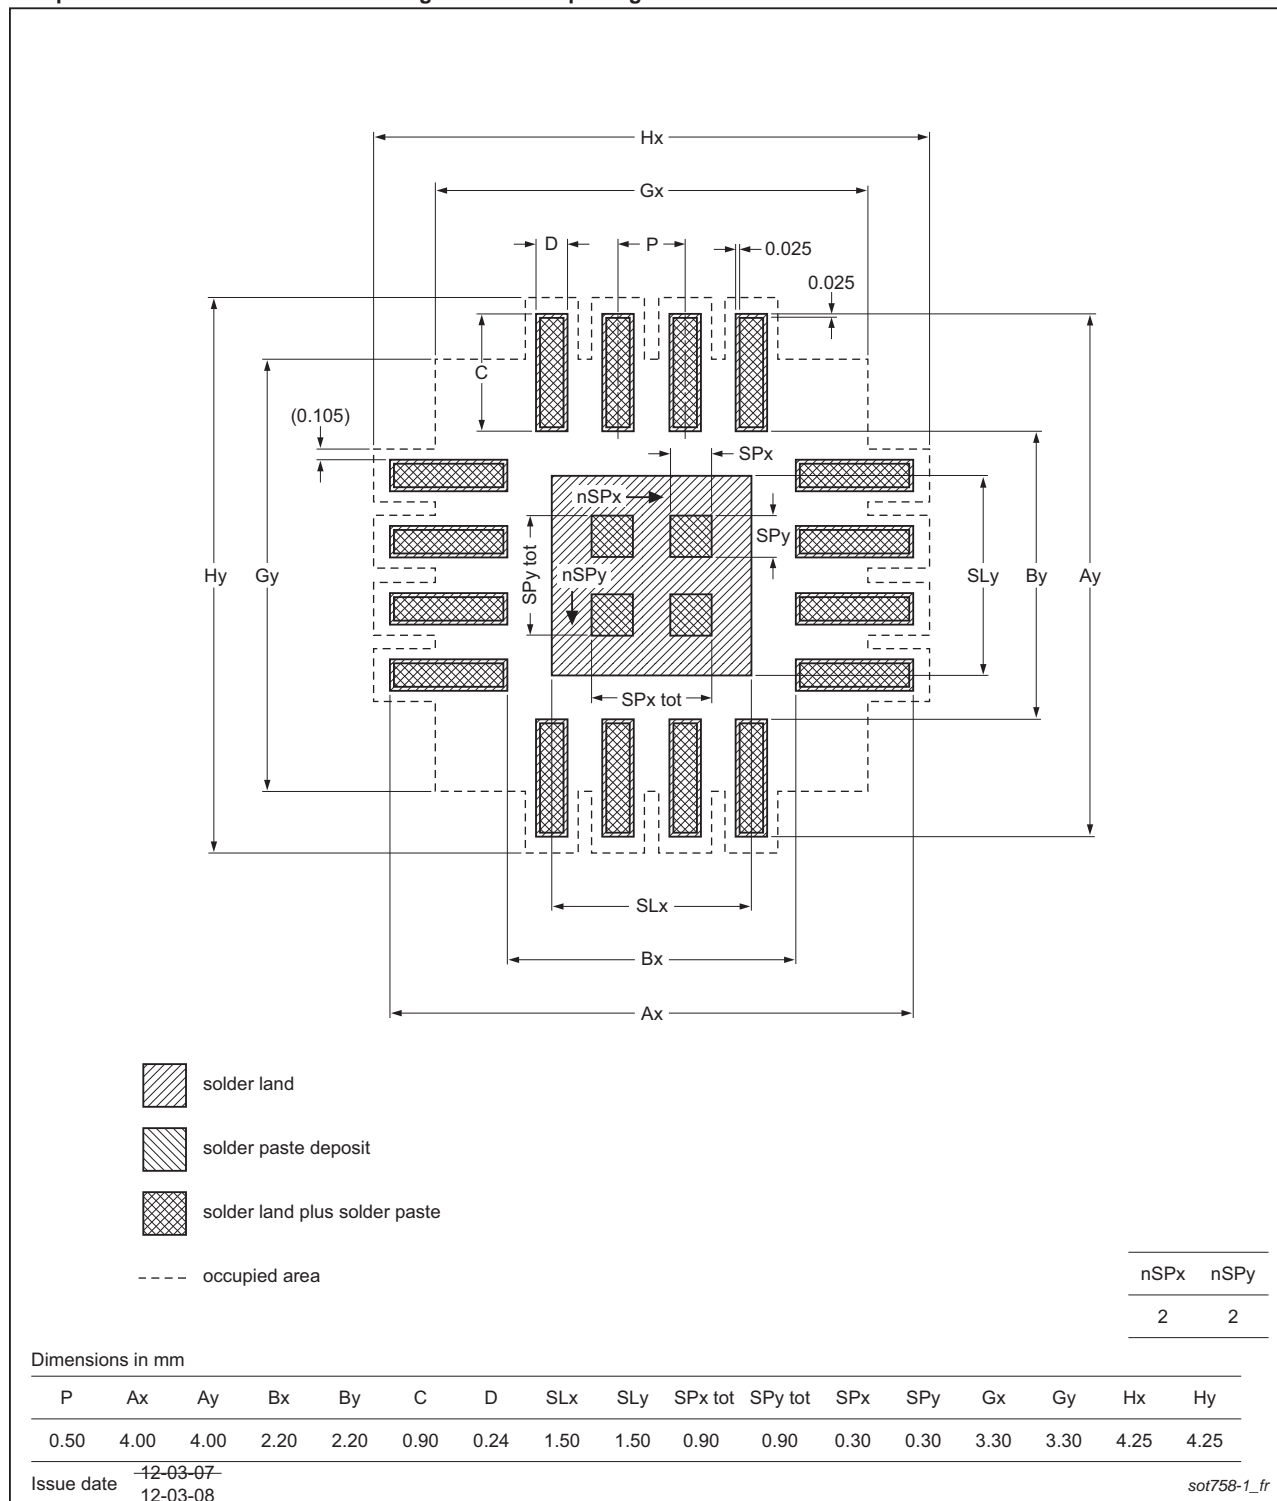 Hx
Gx
D
P
0.025
0.025
C
(0.105)
SPx
nSPx
SPy
SPy tot
nSPy
Hy
Gy
SLy
By
Ay
SPx tot
SLx
Bx
Ax
solder land
solder paste deposit
solder land plus solder paste
occupied area
nSPx nSPy
2 2
Dimensions in mm
P Ax Ay Bx By C D SLx SLy SPx tot SPy tot SPx SPy Gx Gy Hx Hy
0.50 4.00 4.00 2.20 2.20 0.90 0.24 1.50 1.50 0.90 0.90 0.30 0.30 3.30 3.30 4.25 4.25
Issue date 12-03-07
12-03-08
sot758-1_fr